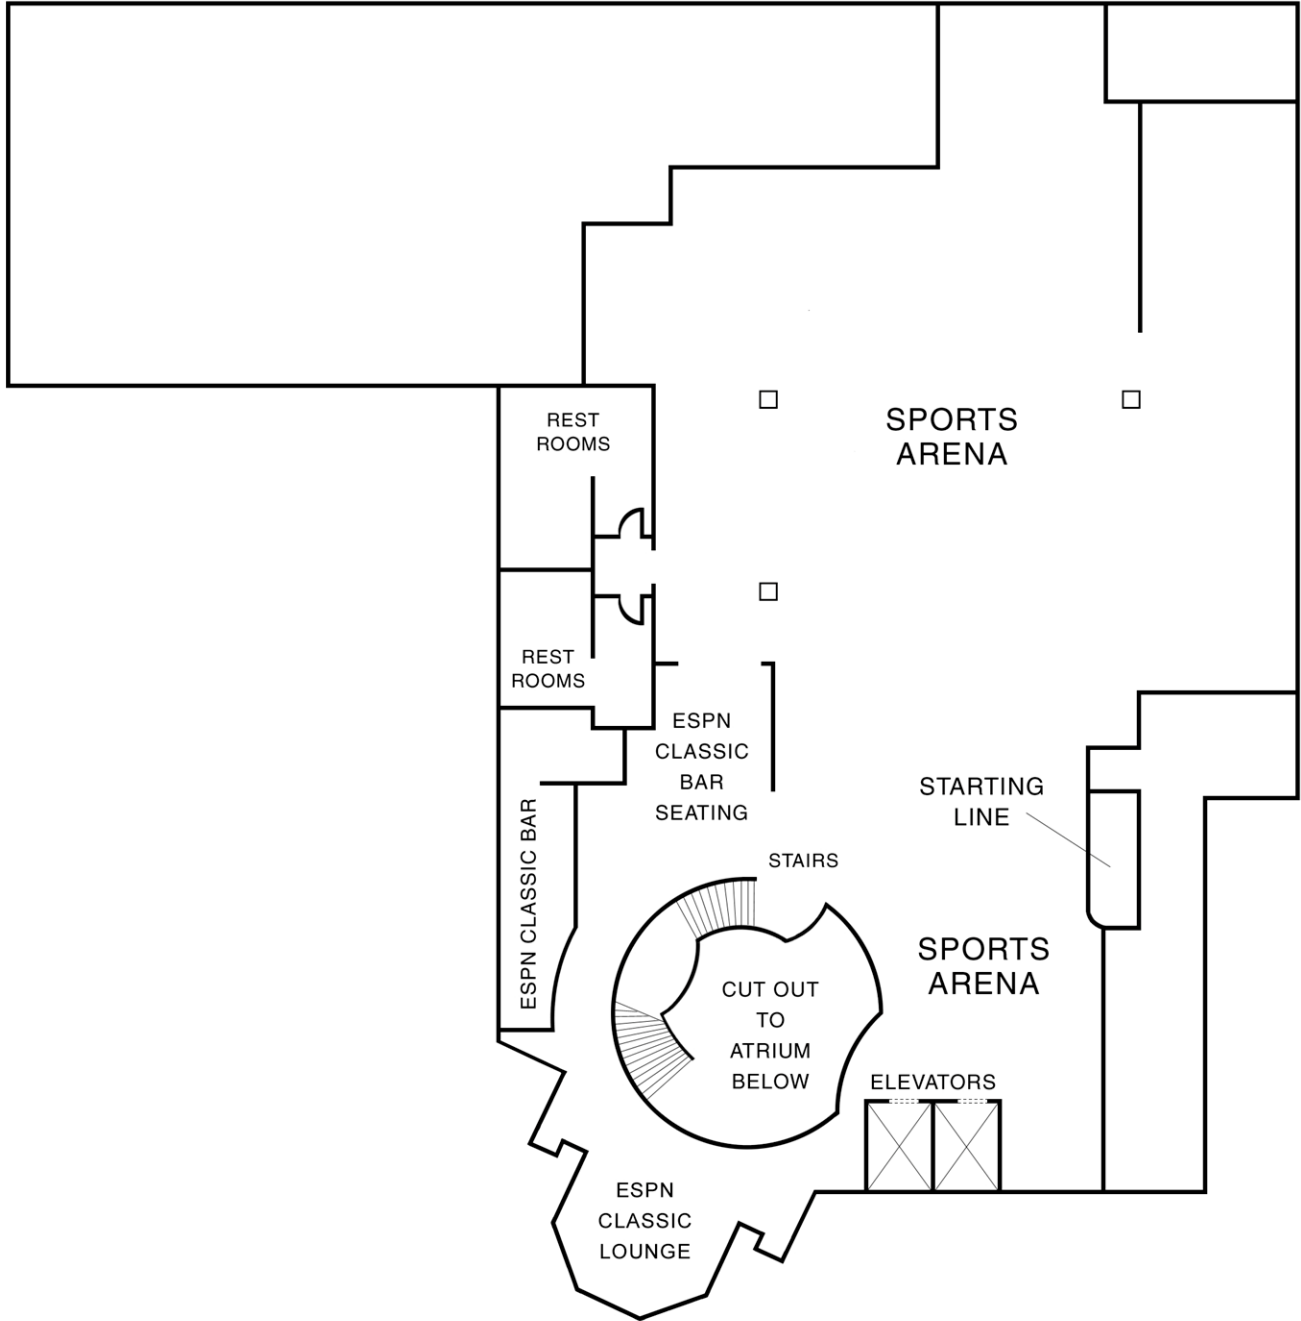 REST
ROOMS
SPORTS
ARENA
REST
ROOMS
ESPN
CLASSIC
BAR
SEATING
STARTING
LINE
ESPN CLASSIC BAR
STAIRS
SPORTS
ARENA
CUT OUT
TO
ATRIUM
BELOW
ELEVATORS
ESPN
CLASSIC
LOUNGE